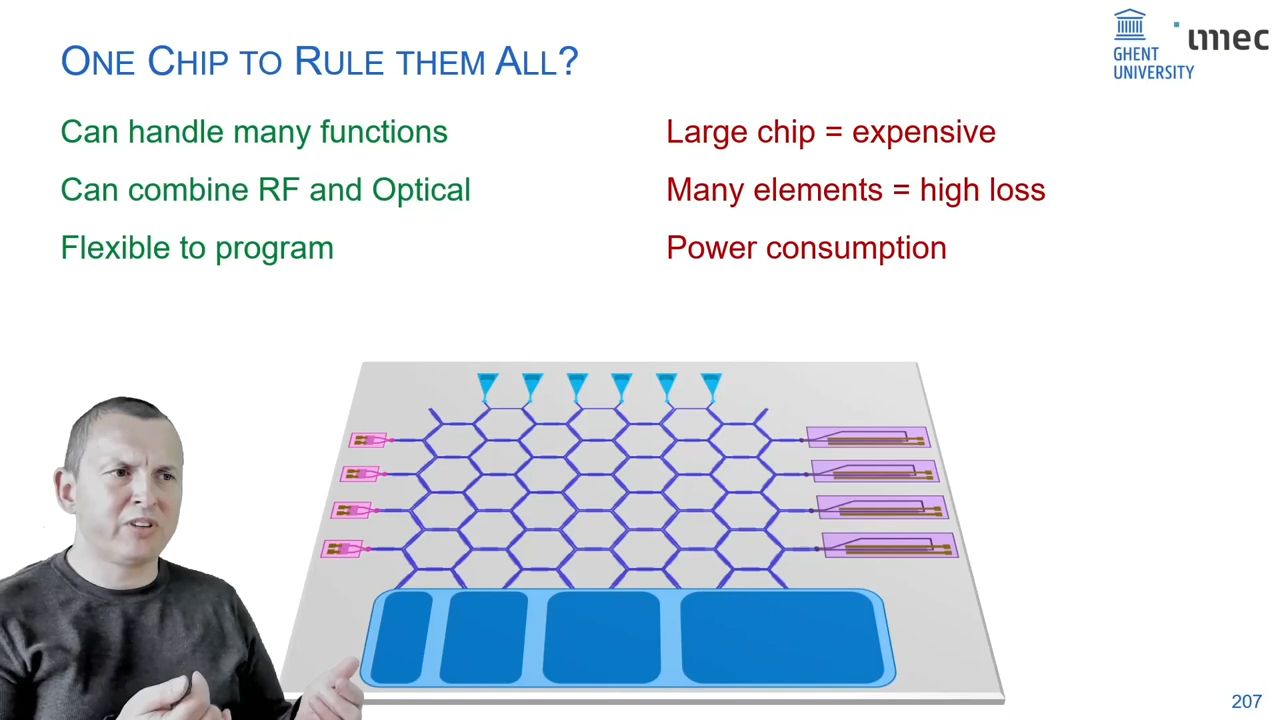 ONE CHIP TO RULE THEM ALL?
GHENT
UNIVERSITY
imec
Can handle many functions
Can combine RF and Optical
Flexible to program
Large chip = expensive
Many elements = high loss
Power consumption
207